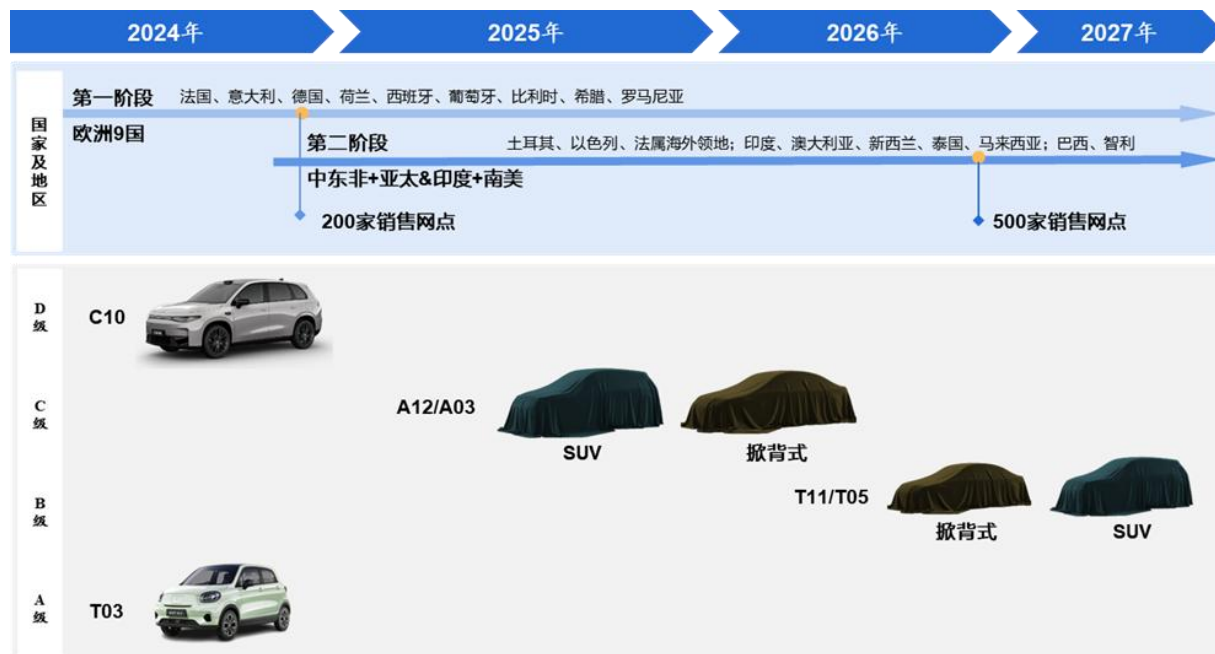 2024年 2025年 2026年 2027年
国家及地区
第一阶段 法国、意大利、德国、荷兰、西班牙、葡萄牙、比利时、希腊、罗马尼亚
欧洲9国
第二阶段 土耳其、以色列、法属海外领地；印度、澳大利亚、新西兰、泰国、马来西亚；巴西、智利
中东非+亚太&印度+南美
200家销售网点
500家销售网点
D级
C10
C级
A12/A03
SUV
掀背式
B级
T11/T05
掀背式
SUV
A级
T03